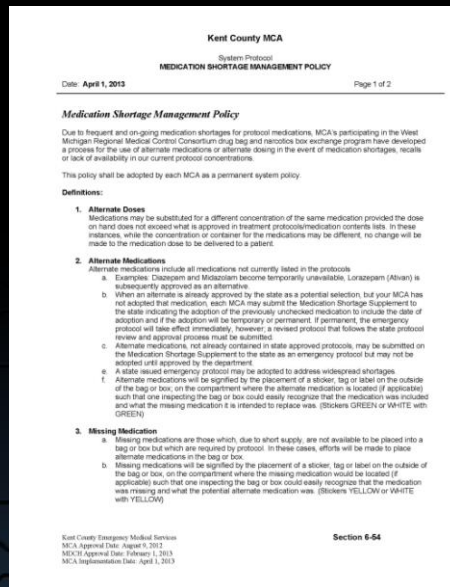 Kent County MCA
System Protocol
MEDICATION SHORTAGE MANAGEMENT POLICY
Date: April 1, 2013 Page 1 of 2
Medication Shortage Management Policy
Due to frequent and on-going medication shortages for protocol medications, MCA's participating in the West
Michigan Regional Medical Control Consortium drug bag and narcotics box exchange program have developed
a process for the use of alternate medications or alternate dosing in the event of medication shortages, recalls
or lack of availability in our current protocol concentrations.
This policy shall be adopted by each MCA as a permanent system policy.
Definitions:
1. Alternate Doses
Medications may be substituted for a different concentration of the same medication provided the dose
on hand does not exceed what is approved in treatment protocols/medication contents lists. In these
instances, while the concentration or container for the medications may be different, no change will be
made to the medication dose to be delivered to a patient.
2. Alternate Medications
Alternate medications include all medications not currently listed in the protocols
a. Examples: Diazepam and Midazolam become temporarily unavailable, Lorazepam (Ativan) is
subsequently approved as an alternative.
b. When an alternate is already approved by the state as a potential selection, but your MCA has
not adopted that medication, each MCA may submit the Medication Shortage Supplement to
the state indicating the adoption of the previously unchecked medication to include the date of
adoption and if the adoption will be temporary or permanent. If permanent, the emergency
protocol will take effect immediately, however, a revised protocol that follows the state protocol
review and approval process must be submitted.
c. Alternate medications, not already contained in state approved protocols, may be submitted on
the Medication Shortage Supplement to the state as an emergency protocol but may not be
adopted until approved by the department.
e. A state issued emergency protocol may be adopted to address widespread shortages
f. Alternate medications will be signified by the placement of a sticker, tag or label on the outside
of the bag or box, on the compartment where the alternate medication is located (if applicable)
such that one inspecting the bag or box could easily recognize that the medication was included
and what the missing medication it is intended to replace was. (Stickers GREEN or WHITE with
GREEN)
3. Missing Medication
a. Missing medications are those which, due to short supply, are not available to be placed into a
bag or box but which are required by protocol. In these cases, efforts will be made to place
alternate medications in the bag or box.
b. Missing medications will be signified by the placement of a sticker, tag or label on the outside of
the bag or box, on the compartment where the missing medication would be located (if
applicable) such that one inspecting the bag or box could easily recognize that the medication
was missing and what the potential alternate medication was. (Stickers YELLOW or WHITE
with YELLOW)
Kent County Emergency Medical Services Section 6-54
MCA Approval Date: August 9, 2012
MDCH Approval Date: February 1, 2013
MCA Implementation Date: April 1, 2013